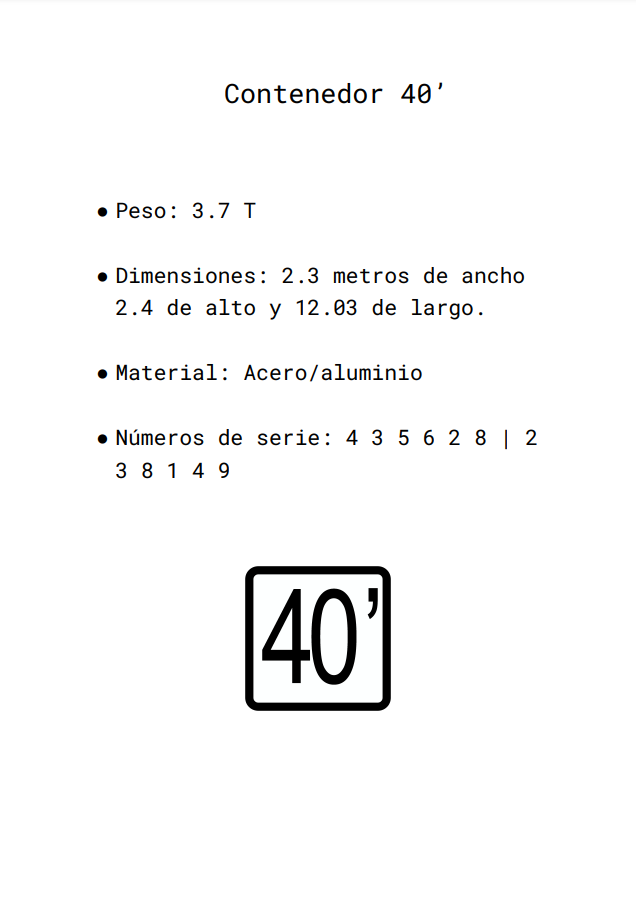 Contenedor 40’
● Peso: 3.7 T
● Dimensiones: 2.3 metros de ancho
2.4 de alto y 12.03 de largo.
● Material: Acero/aluminio
● Números de serie: 4 3 5 6 2 8 | 2
3 8 1 4 9
40’